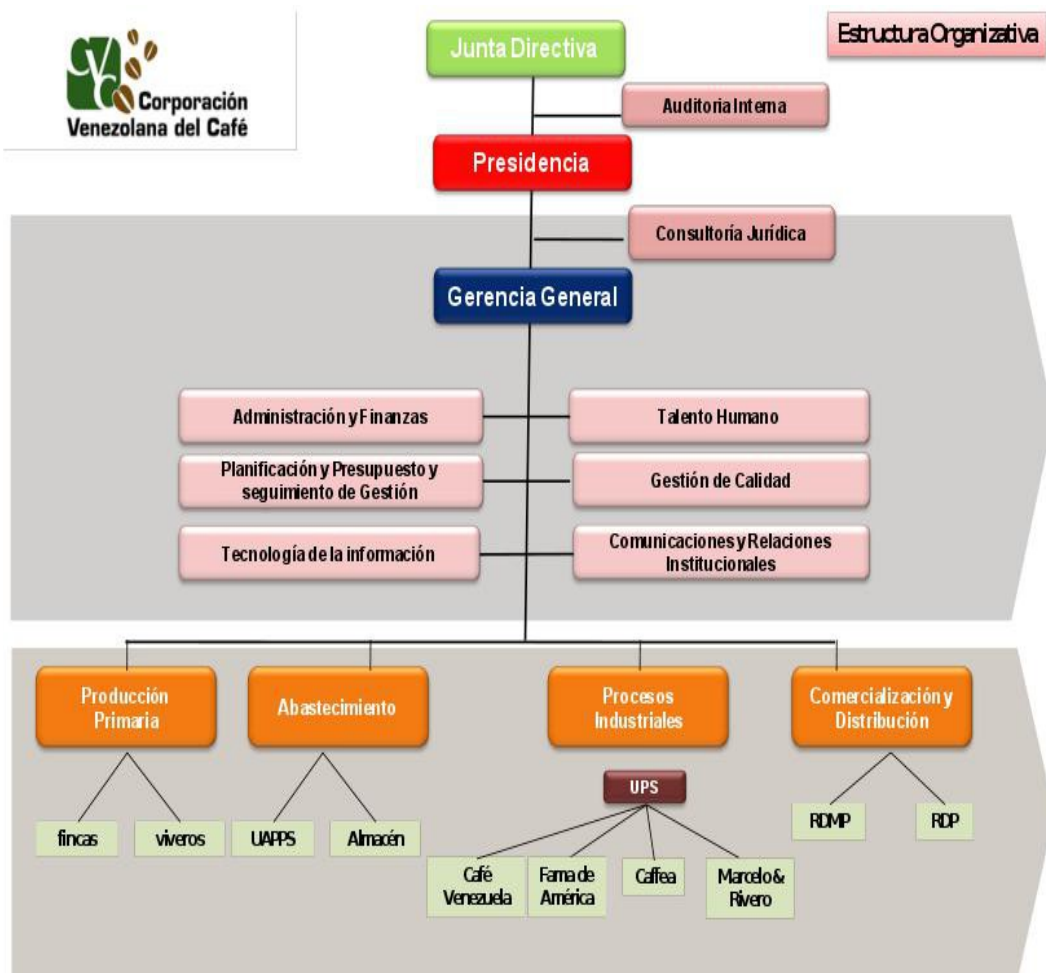 CVC
Corporación
Venezolana del Café
Junta Directiva
Estructura Organizativa
Auditoria Interna
Presidencia
Consultoría Jurídica
Gerencia General
Administración y Finanzas
Talento Humano
Planificación y Presupuesto y
seguimiento de Gestión
Gestión de Calidad
Tecnología de la información
Comunicaciones y Relaciones
Institucionales
Producción
Primaria
Abastecimiento
Procesos
Industriales
Comercialización y
Distribución
UPS
fincas
viveros
UAPPS
Almacén
RDMP
RDP
Café
Venezuela
Fama de
América
Caffea
Marcelo &
Rivero